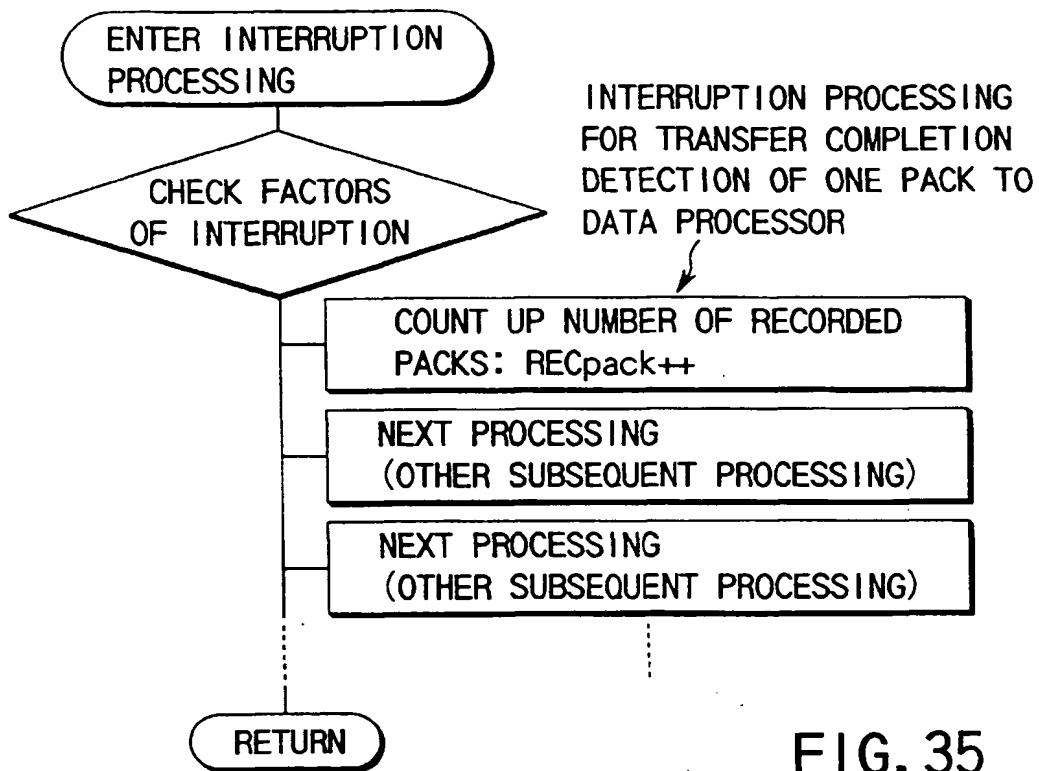 ENTER INTERRUPTION
PROCESSING
CHECK FACTORS
OF INTERRUPTION
INTERRUPTION PROCESSING
FOR TRANSFER COMPLETION
DETECTION OF ONE PACK TO
DATA PROCESSOR
COUNT UP NUMBER OF RECORDED
PACKS: RECpack++
NEXT PROCESSING
(OTHER SUBSEQUENT PROCESSING)
NEXT PROCESSING
(OTHER SUBSEQUENT PROCESSING)
RETURN
FIG. 35